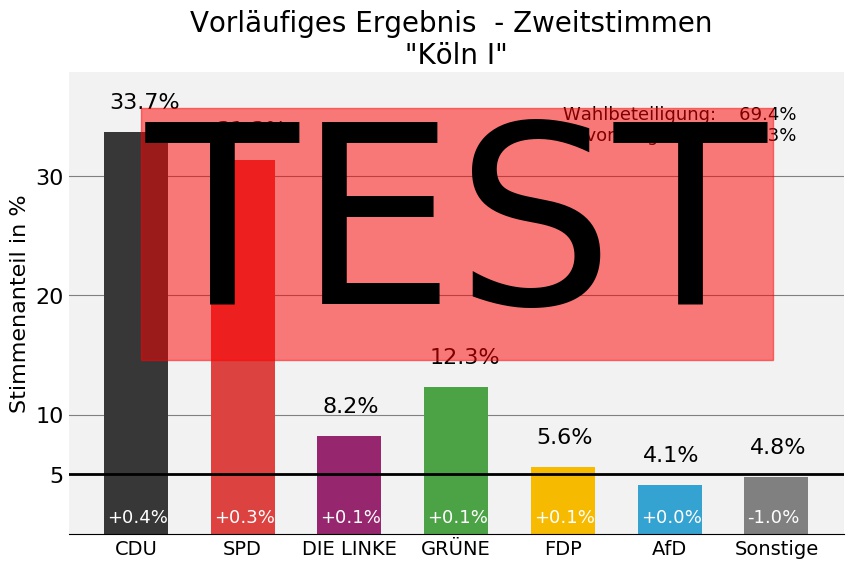 Vorläufiges Ergebnis - Zweitstimmen
"Köln I"
33.7%
Wahlbeteiligung: 69.4%
TEST
Stimmenanteil in %
30
20
10
5
12.3%
8.2%
5.6%
4.1%
4.8%
+0.4%
+0.3%
+0.1%
+0.1%
+0.1%
+0.0%
-1.0%
CDU
SPD
DIE LINKE
GRÜNE
FDP
AfD
Sonstige